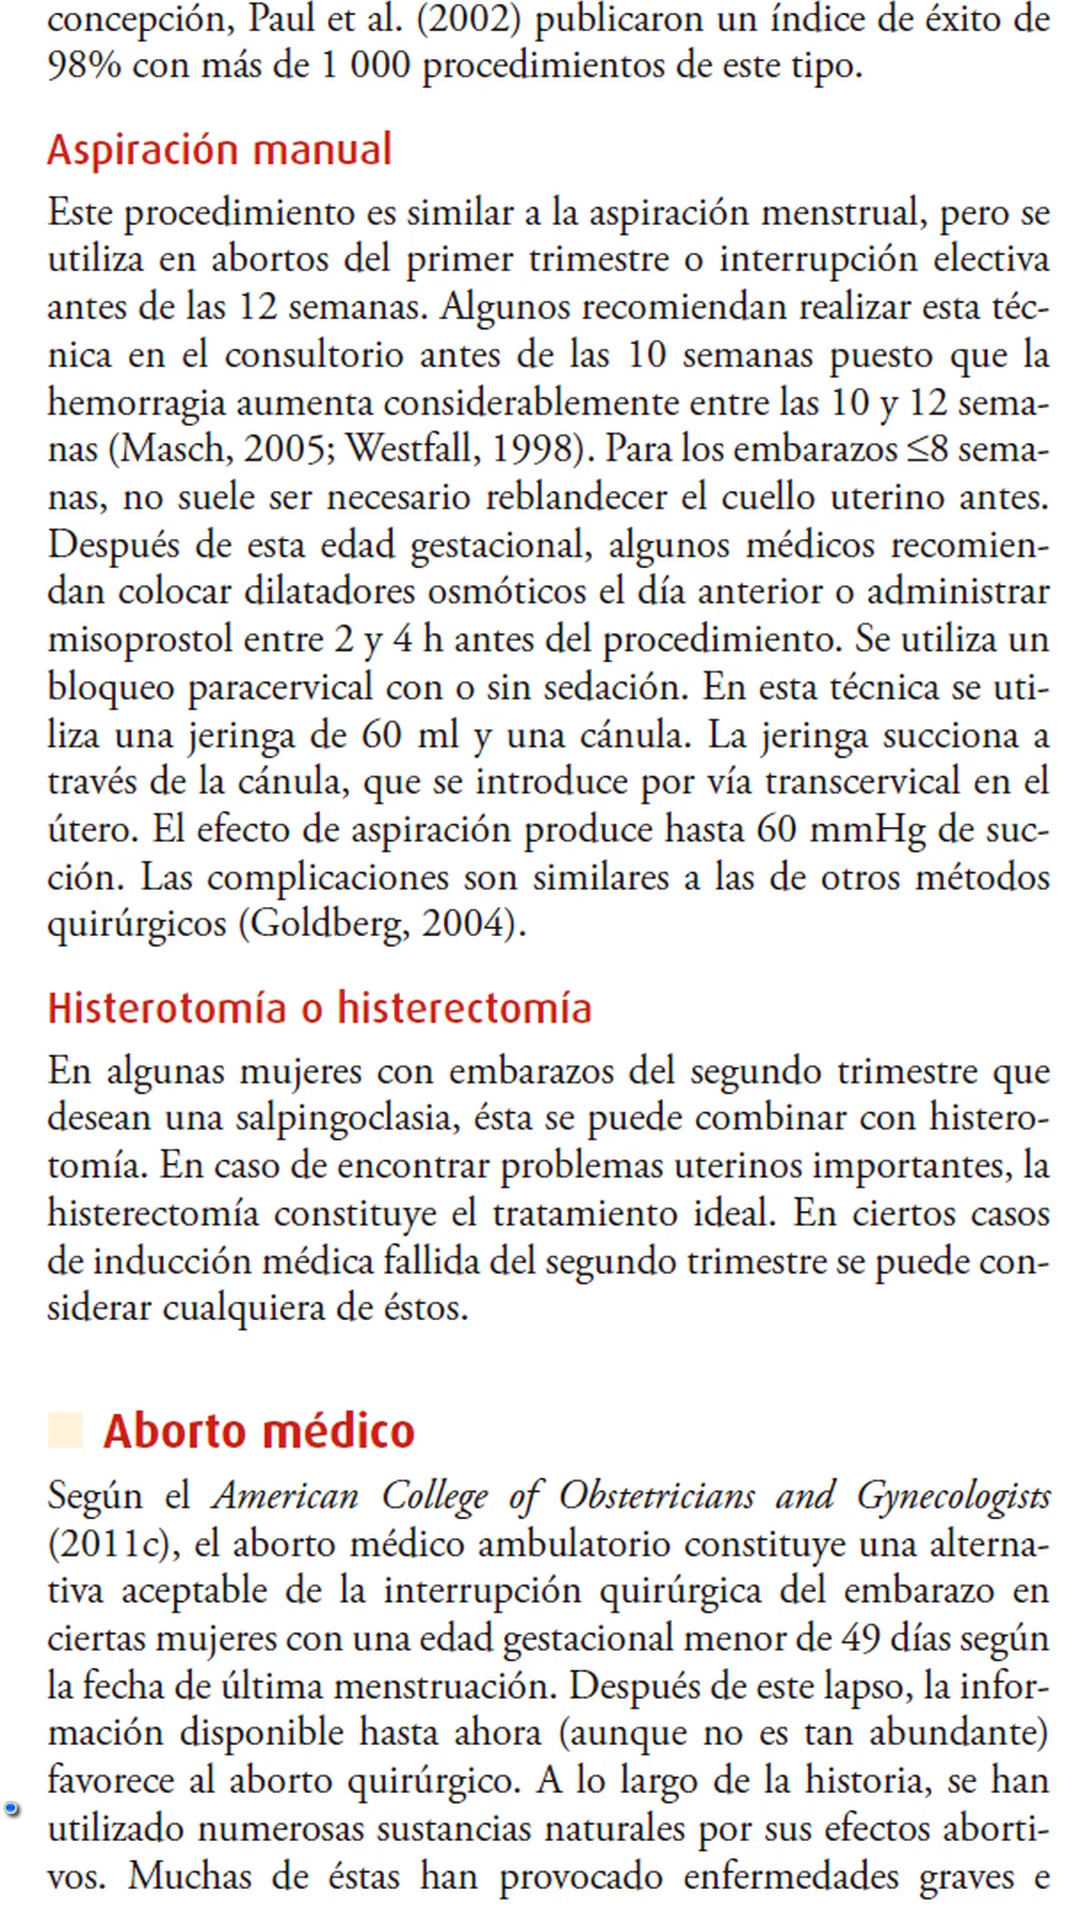 concepción, Paul et al. (2002) publicaron un índice de éxito de
98% con más de 1 000 procedimientos de este tipo.
Aspiración manual
Este procedimiento es similar a la aspiración menstrual, pero se
utiliza en abortos del primer trimestre o interrupción electiva
antes de las 12 semanas. Algunos recomiendan realizar esta téc-
nica en el consultorio antes de las 10 semanas puesto que la
hemorragia aumenta considerablemente entre las 10 y 12 sema-
nas (Masch, 2005; Westfall, 1998). Para los embarazos ≤8 sema-
nas, no suele ser necesario reblandecer el cuello uterino antes.
Después de esta edad gestacional, algunos médicos recomien-
dan colocar dilatadores osmóticos el día anterior o administrar
misoprostol entre 2 y 4 h antes del procedimiento. Se utiliza un
bloqueo paracervical con o sin sedación. En esta técnica se uti-
liza una jeringa de 60 ml y una cánula. La jeringa succiona a
través de la cánula, que se introduce por vía transcervical en el
útero. El efecto de aspiración produce hasta 60 mmHg de suc-
ción. Las complicaciones son similares a las de otros métodos
quirúrgicos (Goldberg, 2004).
Histerotomía o histerectomía
En algunas mujeres con embarazos del segundo trimestre que
desean una salpingoclasia, ésta se puede combinar con histero-
tomía. En caso de encontrar problemas uterinos importantes, la
histerectomía constituye el tratamiento ideal. En ciertos casos
de inducción médica fallida del segundo trimestre se puede con-
siderar cualquiera de éstos.
Aborto médico
Según el American College of Obstetricians and Gynecologists
(2011c), el aborto médico ambulatorio constituye una alterna-
tiva aceptable de la interrupción quirúrgica del embarazo en
ciertas mujeres con una edad gestacional menor de 49 días según
la fecha de última menstruación. Después de este lapso, la infor-
mación disponible hasta ahora (aunque no es tan abundante)
favorece al aborto quirúrgico. A lo largo de la historia, se han
utilizado numerosas sustancias naturales por sus efectos aborti-
vos. Muchas de éstas han provocado enfermedades graves e